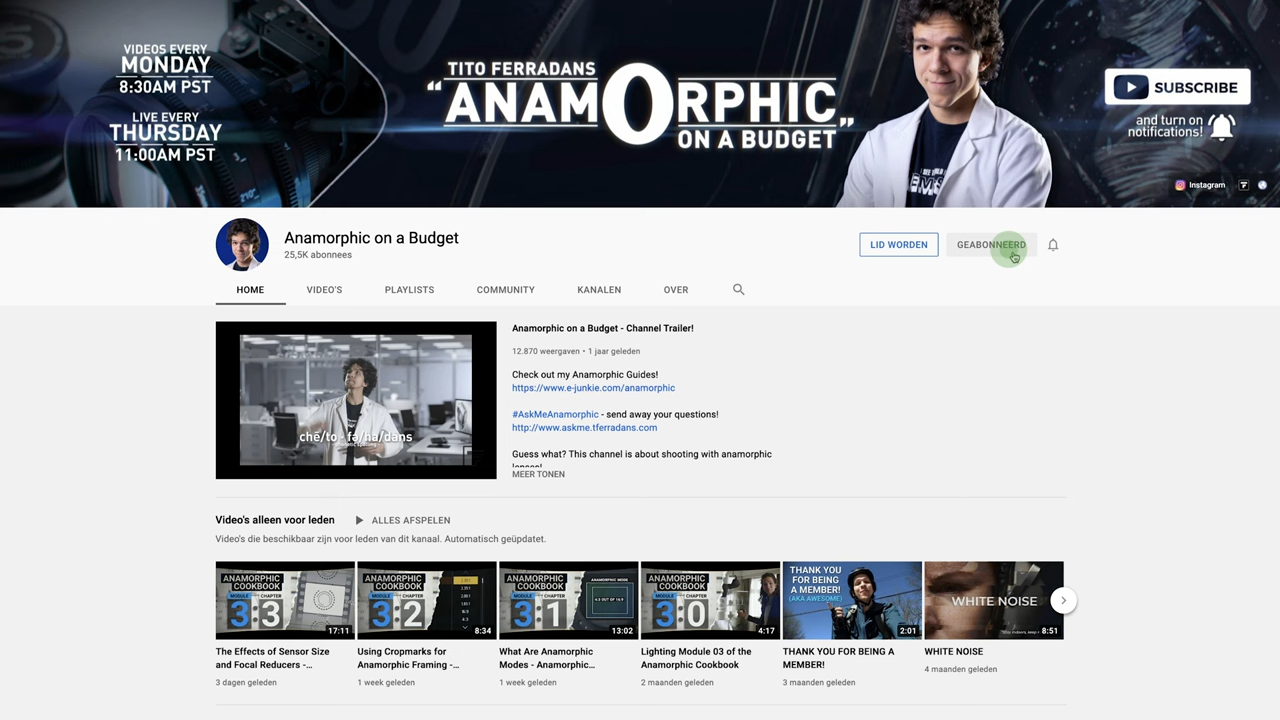 VIDEOS EVERY
MONDAY
8:30AM PST
LIVE EVERY
THURSDAY
11:00AM PST
TITO FERRADANS
"ANAMORPHIC"
ON A BUDGET
SUBSCRIBE
and turn on
notifications!
Instagram
Anamorphic on a Budget
25,5K abonnees
LID WORDEN
GEABONNEERD
HOME
VIDEO'S
PLAYLISTS
COMMUNITY
KANALEN
OVER
chē/to - fə/ha/dans
Anamorphic on a Budget - Channel Trailer!
12.870 weergaven • 1 jaar geleden
Check out my Anamorphic Guides!
https://www.e-junkie.com/anamorphic
#AskMeAnamorphic - send away your questions!
http://www.askme.tferradans.com
Guess what? This channel is about shooting with anamorphic
MEER TONEN
Video's alleen voor leden
ALLES AFSPELEN
Video's die beschikbaar zijn voor leden van dit kanaal. Automatisch geüpdatet.
ANAMORPHIC
COOKBOOK
MODULE
3:3
17:11
ANAMORPHIC
COOKBOOK
MODULE
3:2
8:34
ANAMORPHIC
COOKBOOK
MODULE
3:1
ANAMORPHIC MODE
13:02
ANAMORPHIC
COOKBOOK
MODULE
3:0
4:17
THANK YOU
FOR BEING
A MEMBER!
(AKA AWESOME)
2:01
WHITE NOISE
8:51
The Effects of Sensor Size
and Focal Reducers -...
3 dagen geleden
Using Cropmarks for
Anamorphic Framing -...
1 week geleden
What Are Anamorphic
Modes - Anamorphic...
1 week geleden
Lighting Module 03 of the
Anamorphic Cookbook
2 maanden geleden
THANK YOU FOR BEING A
MEMBER!
3 maanden geleden
WHITE NOISE
4 maanden geleden